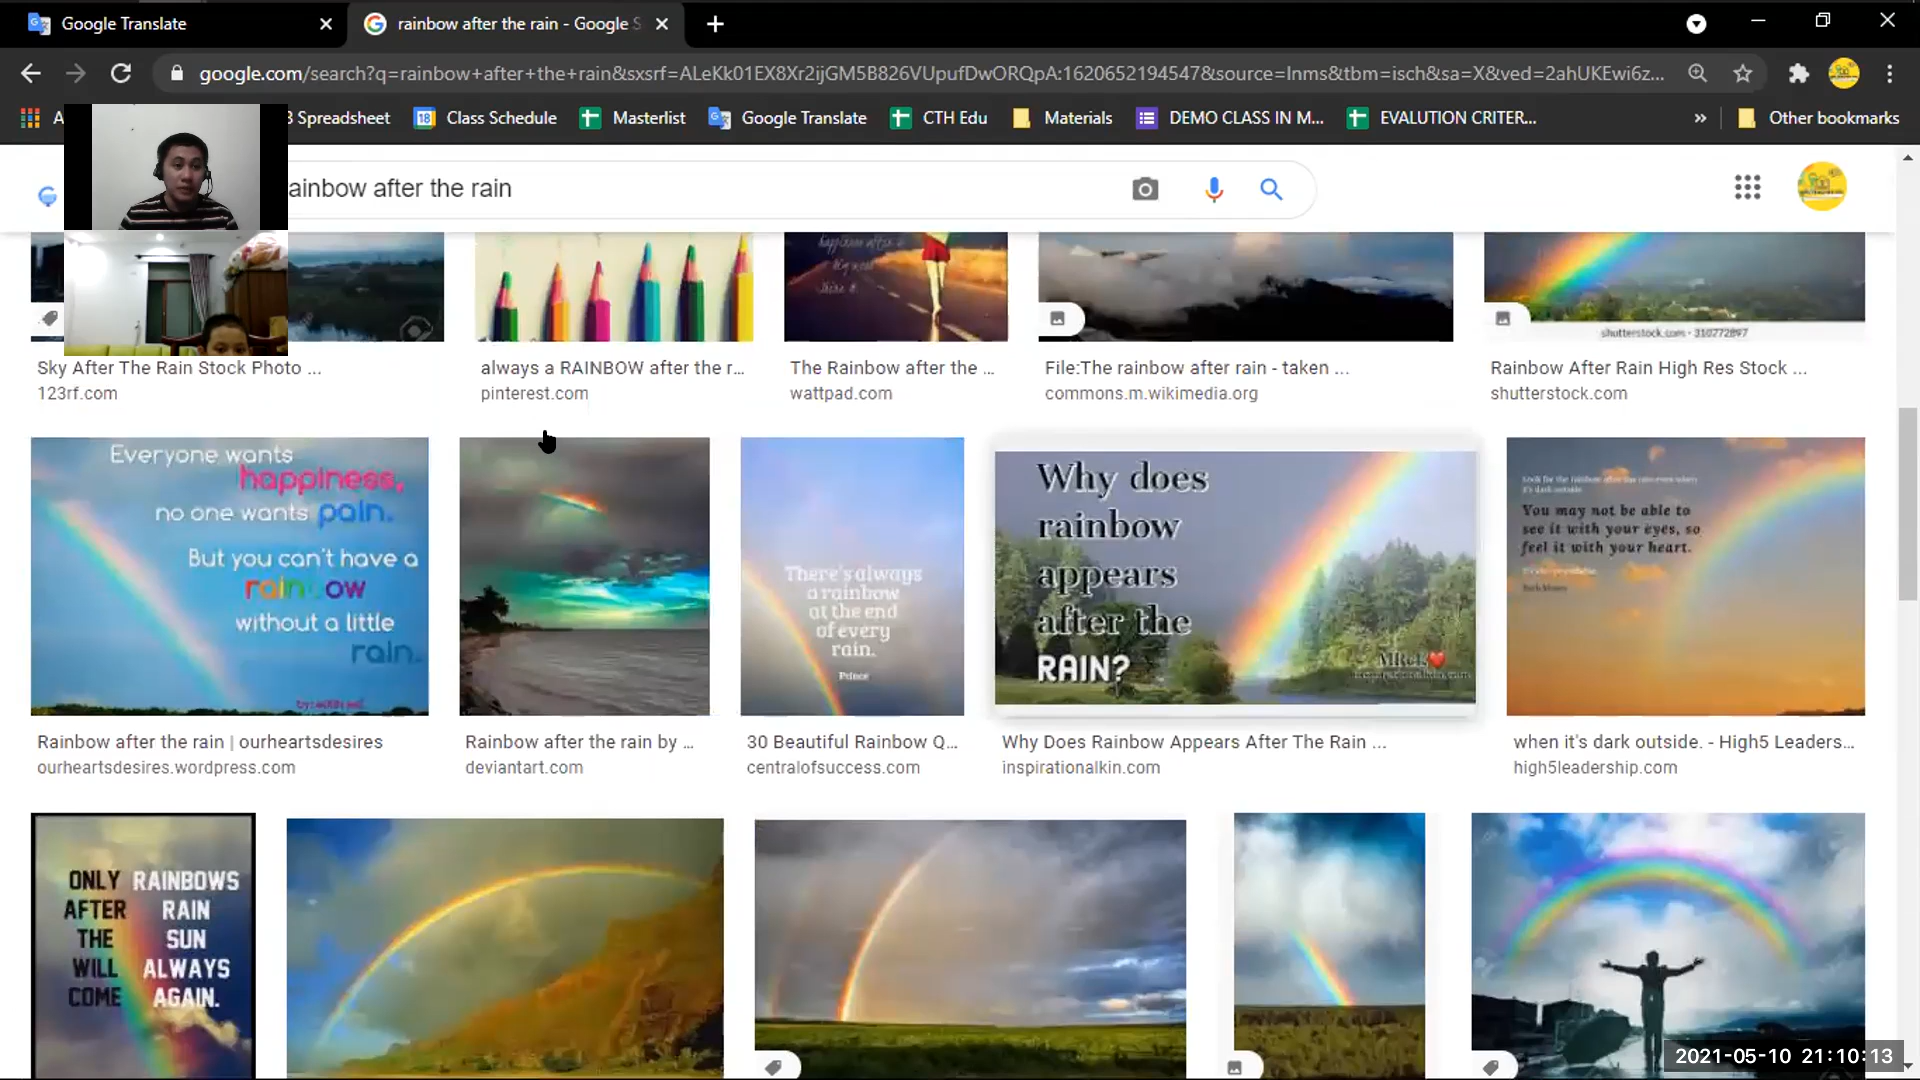 Google Translate
rainbow after the rain - Google S
google.com/search?q=rainbow+after+the+rain&sxsrf=ALeKk01EX8Xr2ijGM5B826VUpufDwORQpA:1620652194547&source=lnms&tbm=isch&sa=X&ved=2ahUKEwi6z...
A
3 Spreadsheet
Class Schedule
Masterlist
Google Translate
CTH Edu
Materials
DEMO CLASS IN M...
EVALUTION CRITER...
Other bookmarks
ainbow after the rain
shutterstock.com · 310772897
Sky After The Rain Stock Photo ...
123rf.com
always a RAINBOW after the r...
pinterest.com
The Rainbow after the ...
wattpad.com
File:The rainbow after rain - taken ...
commons.m.wikimedia.org
Rainbow After Rain High Res Stock ...
shutterstock.com
Everyone wants
happiness,
no one wants pain.
But you can't have a
rainbow
without a little
rain.
There's always
a rainbow
at the end
of every
rain.
Prince
Why does
rainbow
appears
after the
RAIN?
You may not be able to
see it with your eyes, so
feel it with your heart.
Rainbow after the rain | ourheartsdesires
ourheartsdesires.wordpress.com
Rainbow after the rain by ...
deviantart.com
30 Beautiful Rainbow Q...
centralofsuccess.com
Why Does Rainbow Appears After The Rain ...
inspirationalkin.com
when it's dark outside. - High5 Leaders...
high5leadership.com
ONLY RAINBOWS
AFTER RAIN
THE SUN
WILL ALWAYS
COME AGAIN.
2021-05-10 21:10:13